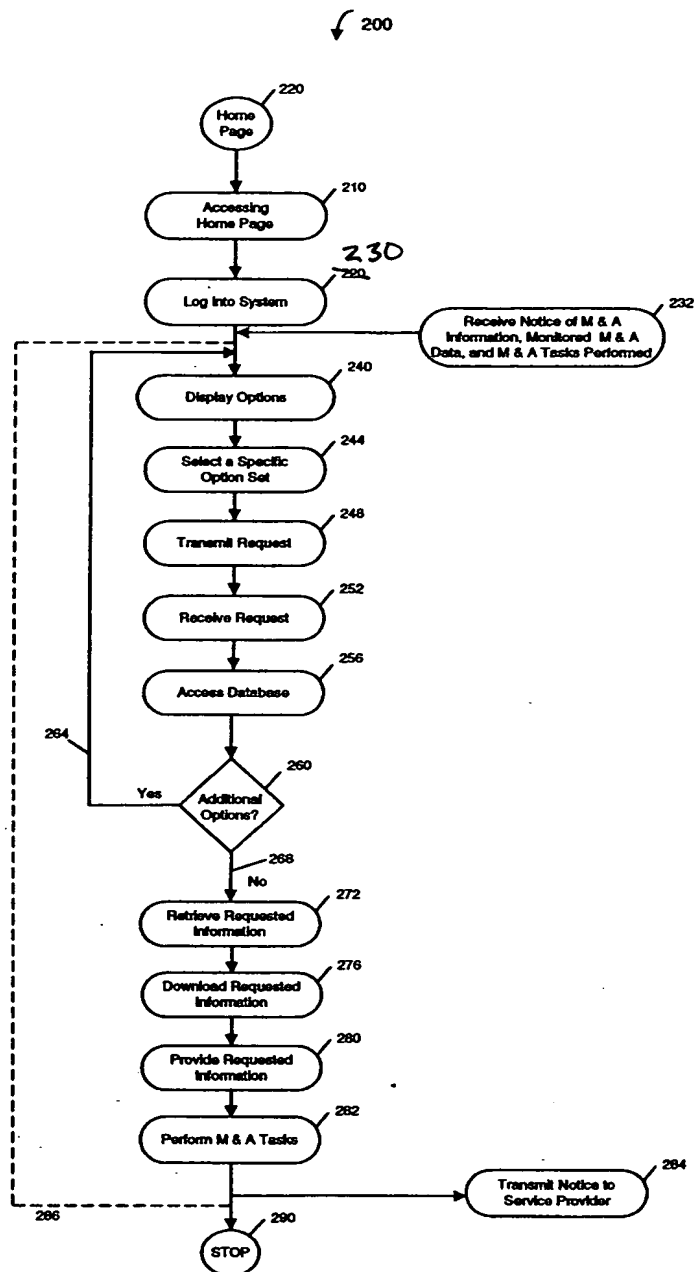 200
220
Home
Page
210
Accessing
Home Page
230
220
Log Into System
232
Receive Notice of M & A
Information, Monitored M & A
Data, and M & A Tasks Performed
240
Display Options
244
Select a Specific
Option Set
248
Transmit Request
252
Receive Request
256
Access Database
264
260
Yes
Additional
Options?
268
No
272
Retrieve Requested
Information
276
Download Requested
Information
280
Provide Requested
Information
282
Perform M & A Tasks
284
Transmit Notice to
Service Provider
286
290
STOP